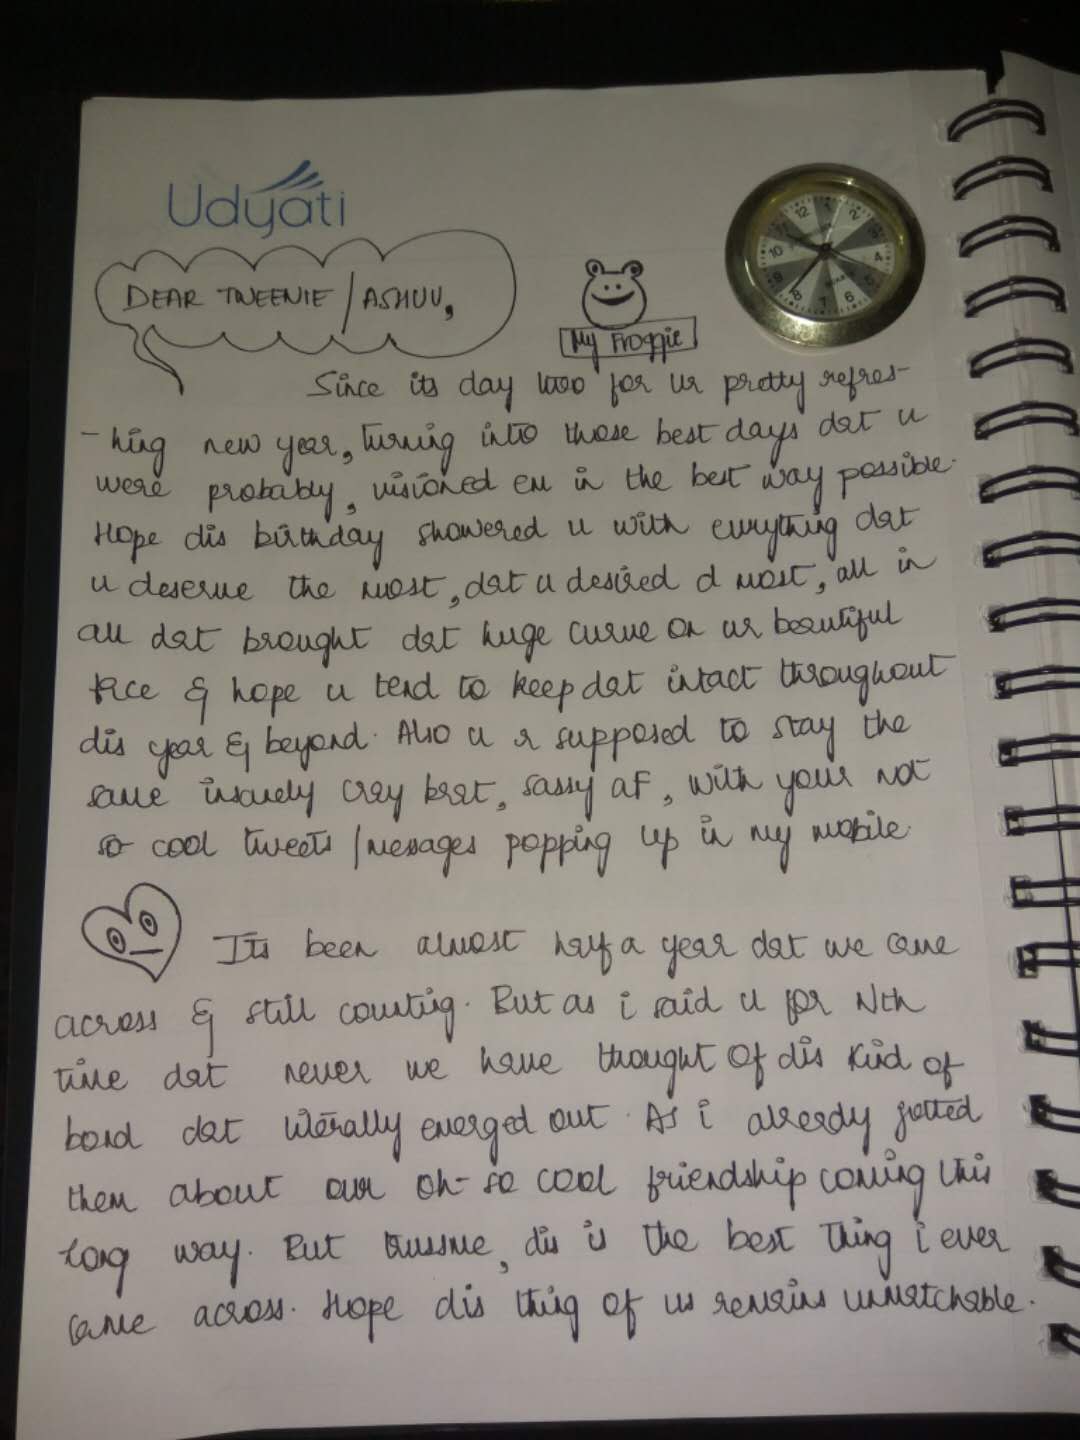 Udyati
DEAR TWEENIE / ASHUU,
My Froggie
Since its day two for ur pretty refres-
-hing new year, turning into those best days dat u
were probably, visioned em in the best way possible.
Hope dis birthday showered u with everything dat
u deserve the most, dat u desired d most, all in
all dat brought dat huge curve on ur beautiful
face & hope u tend to keep dat intact throughout
dis year & beyond. Also u r supposed to stay the
same insanely cray brat, sassy af, with your not
so cool tweets / messages popping up in my mobile
Its been almost half a year dat we came
across & still counting. But as i said u for Nth
time dat never we have thought of dis kind of
bond dat literally emerged out. As i already jotted
them about our oh-so cool friendship coming this
long way. But trussme, dis is the best thing i ever
came across. Hope dis thing of us remains unmatchable.
12 1 2 3 4 5 6 7 8 9 10 11